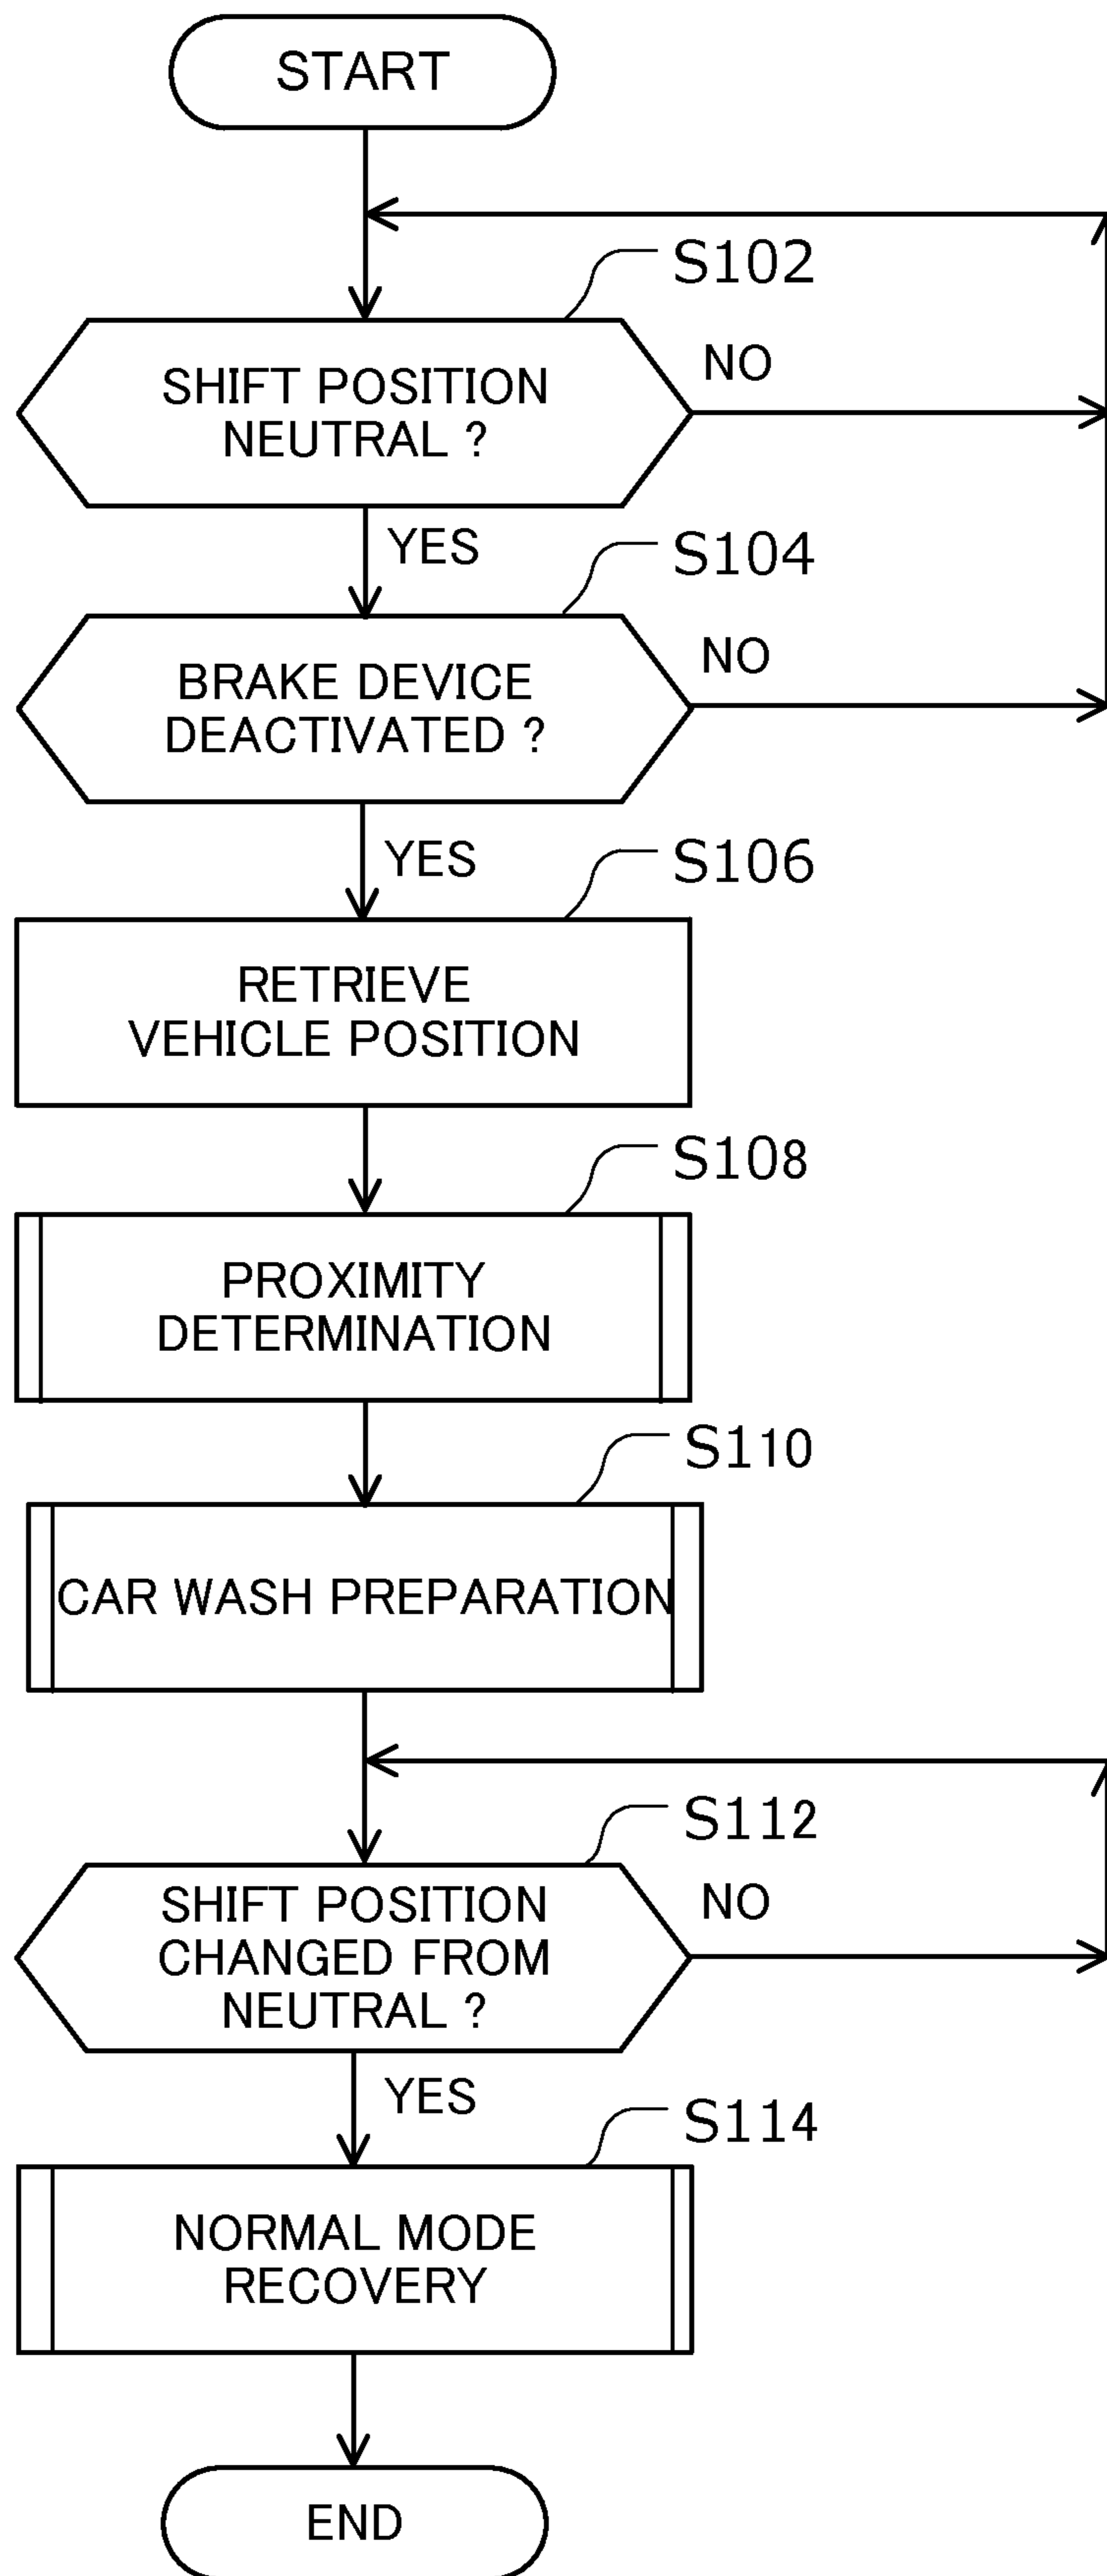 START
S102
SHIFT POSITION
NEUTRAL ?
NO
YES
S104
BRAKE DEVICE
DEACTIVATED ?
NO
YES
S106
RETRIEVE
VEHICLE POSITION
S108
PROXIMITY
DETERMINATION
S110
CAR WASH PREPARATION
S112
SHIFT POSITION
CHANGED FROM
NEUTRAL ?
NO
YES
S114
NORMAL MODE
RECOVERY
END